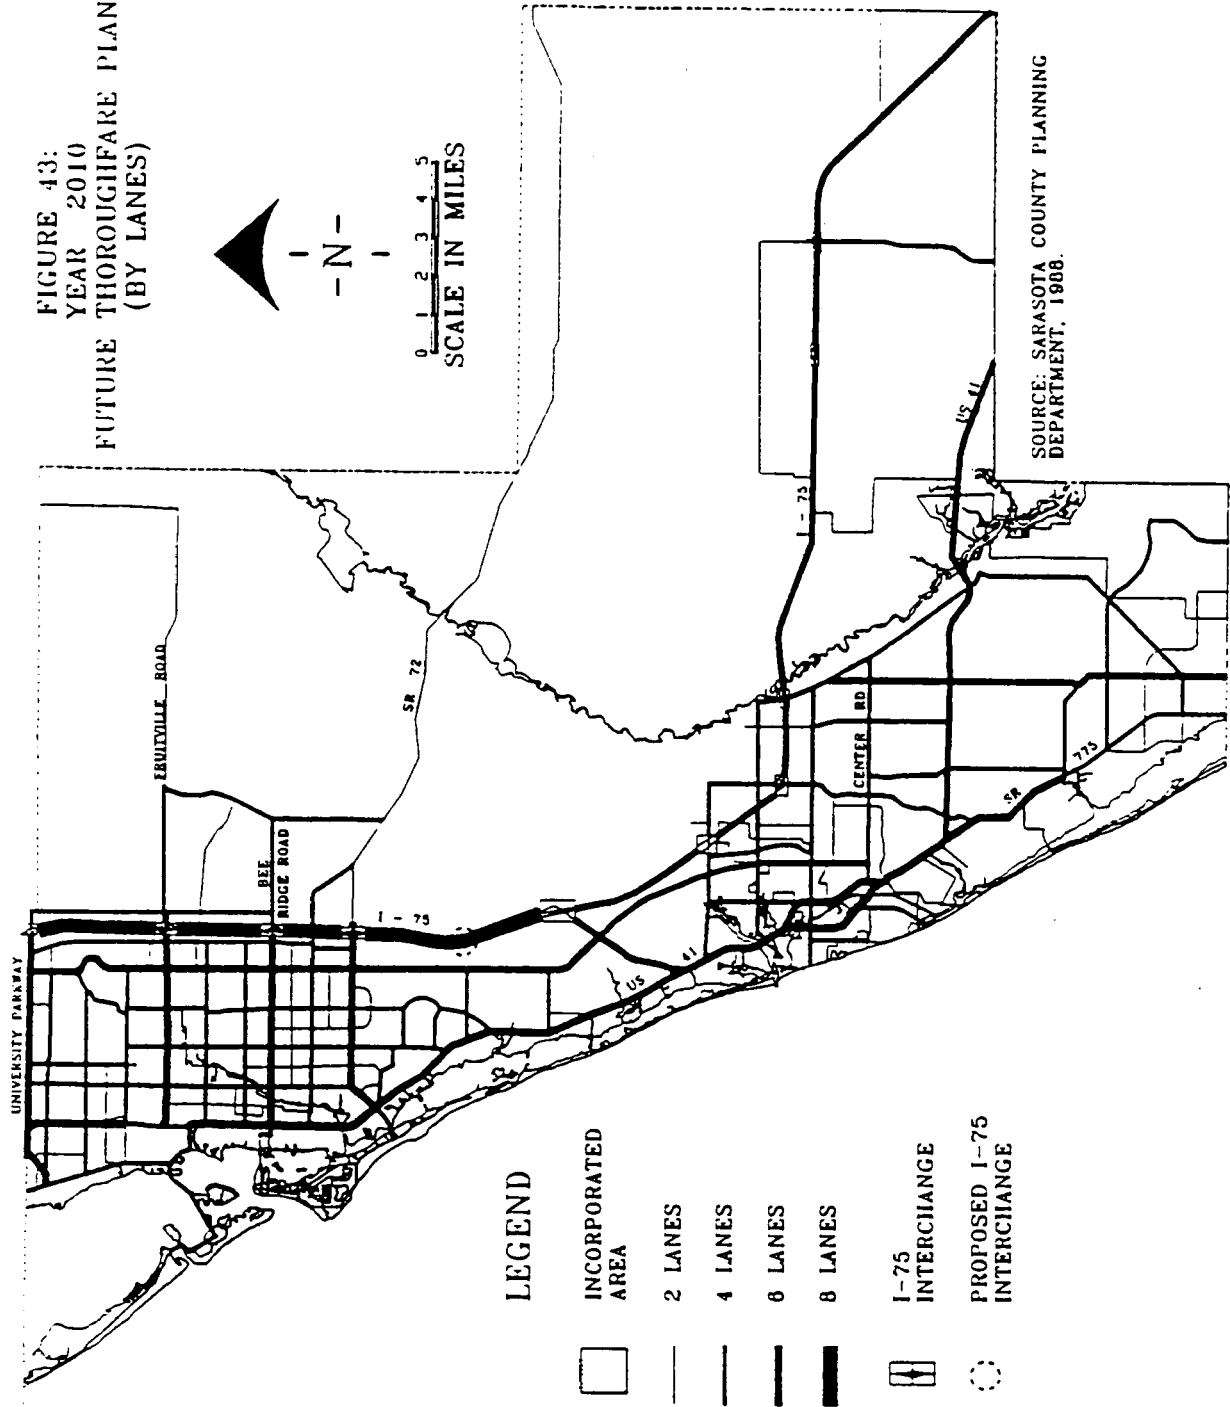 FIGURE 43:
YEAR 2010
FUTURE THOROUGHFARE PLAN
(BY LANES)
-N-
0 1 2 3 4 5
SCALE IN MILES
UNIVERSITY PARKWAY
FRUITVILLE ROAD
BEE
RIDGE ROAD
I - 75
SR 72
US 41
I - 75
CENTER RD
SR 775
US 41
SOURCE: SARASOTA COUNTY PLANNING
DEPARTMENT, 1988.
LEGEND
INCORPORATED
AREA
2 LANES
4 LANES
6 LANES
8 LANES
I-75
INTERCHANGE
PROPOSED I-75
INTERCHANGE